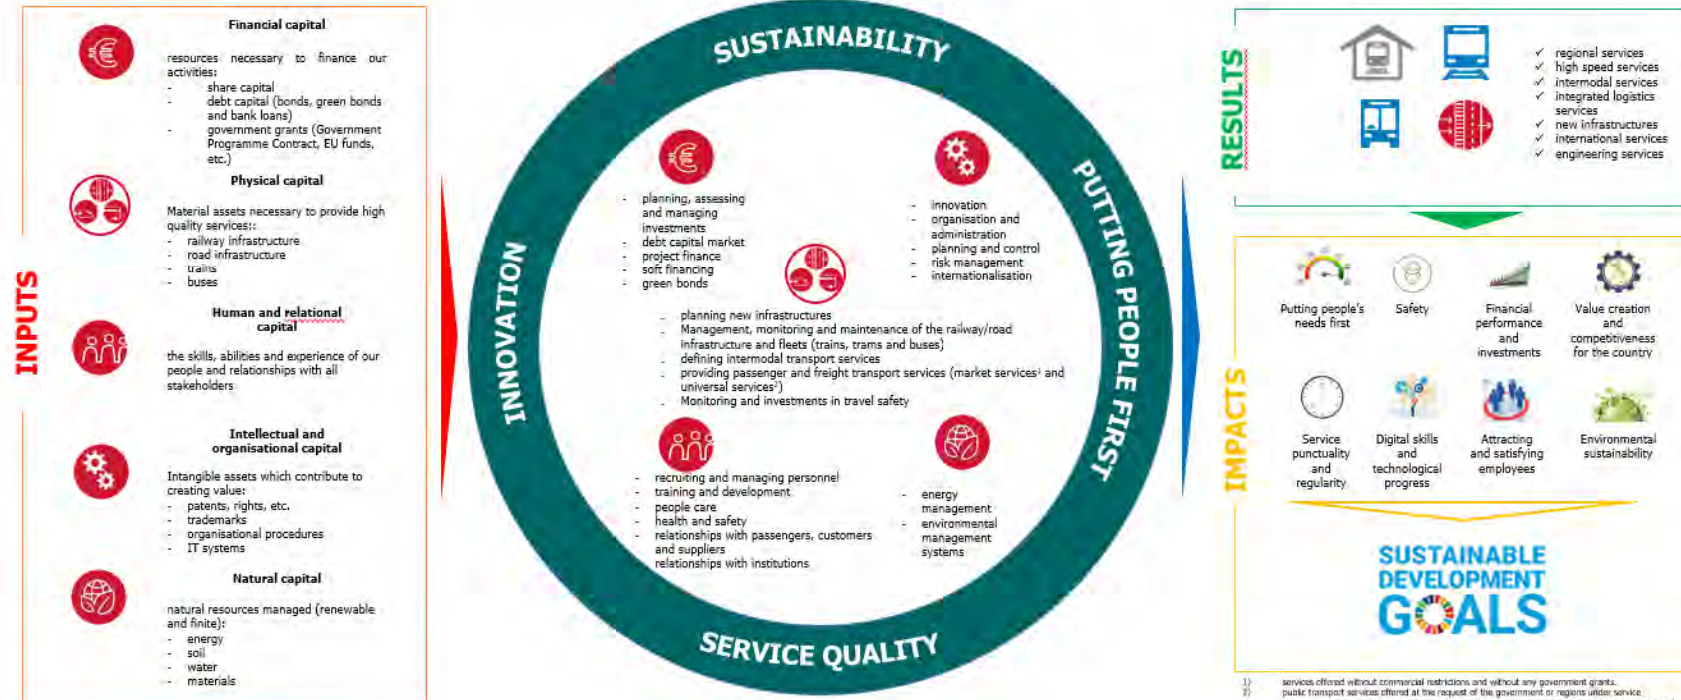 INPUTS
Financial capital
resources necessary to finance our
activities:
- share capital
- debt capital (bonds, green bonds
and bank loans)
- government grants (Government
Programme Contract, EU funds,
etc.)
Physical capital
Material assets necessary to provide high
quality services::
- railway infrastructure
- road infrastructure
- trains
- buses
Human and relational
capital
the skills, abilities and experience of our
people and relationships with all
stakeholders
Intellectual and
organisational capital
Intangible assets which contribute to
creating value:
- patents, rights, etc.
- trademarks
- organisational procedures
- IT systems
Natural capital
natural resources managed (renewable
and finite):
- energy
- soil
- water
- materials
SUSTAINABILITY
PUTTING PEOPLE FIRST
SERVICE QUALITY
INNOVATION
- planning, assessing
and managing
investments
- debt capital market
- project finance
- soft financing
- green bonds
- innovation
- organisation and
administration
- planning and control
- risk management
- internationalisation
- planning new infrastructures
- Management, monitoring and maintenance of the railway/road
infrastructure and fleets (trains, trams and buses)
- defining intermodal transport services
- providing passenger and freight transport services (market services¹ and
universal services²)
- Monitoring and investments in travel safety
- recruiting and managing personnel
- training and development
- people care
- health and safety
- relationships with passengers, customers
and suppliers
relationships with institutions
- energy
management
- environmental
management
systems
RESULTS
✓ regional services
✓ high speed services
✓ intermodal services
✓ integrated logistics
services
✓ new infrastructures
✓ international services
✓ engineering services
IMPACTS
Putting people's
needs first
Safety
Financial
performance
and
investments
Value creation
and
competitiveness
for the country
Service
punctuality
and
regularity
Digital skills
and
technological
progress
Attracting
and satisfying
employees
Environmental
sustainability
SUSTAINABLE
DEVELOPMENT
GOALS
1) services offered without commercial restrictions and without any government grants.
2) public transport services offered at the request of the government or regions under service